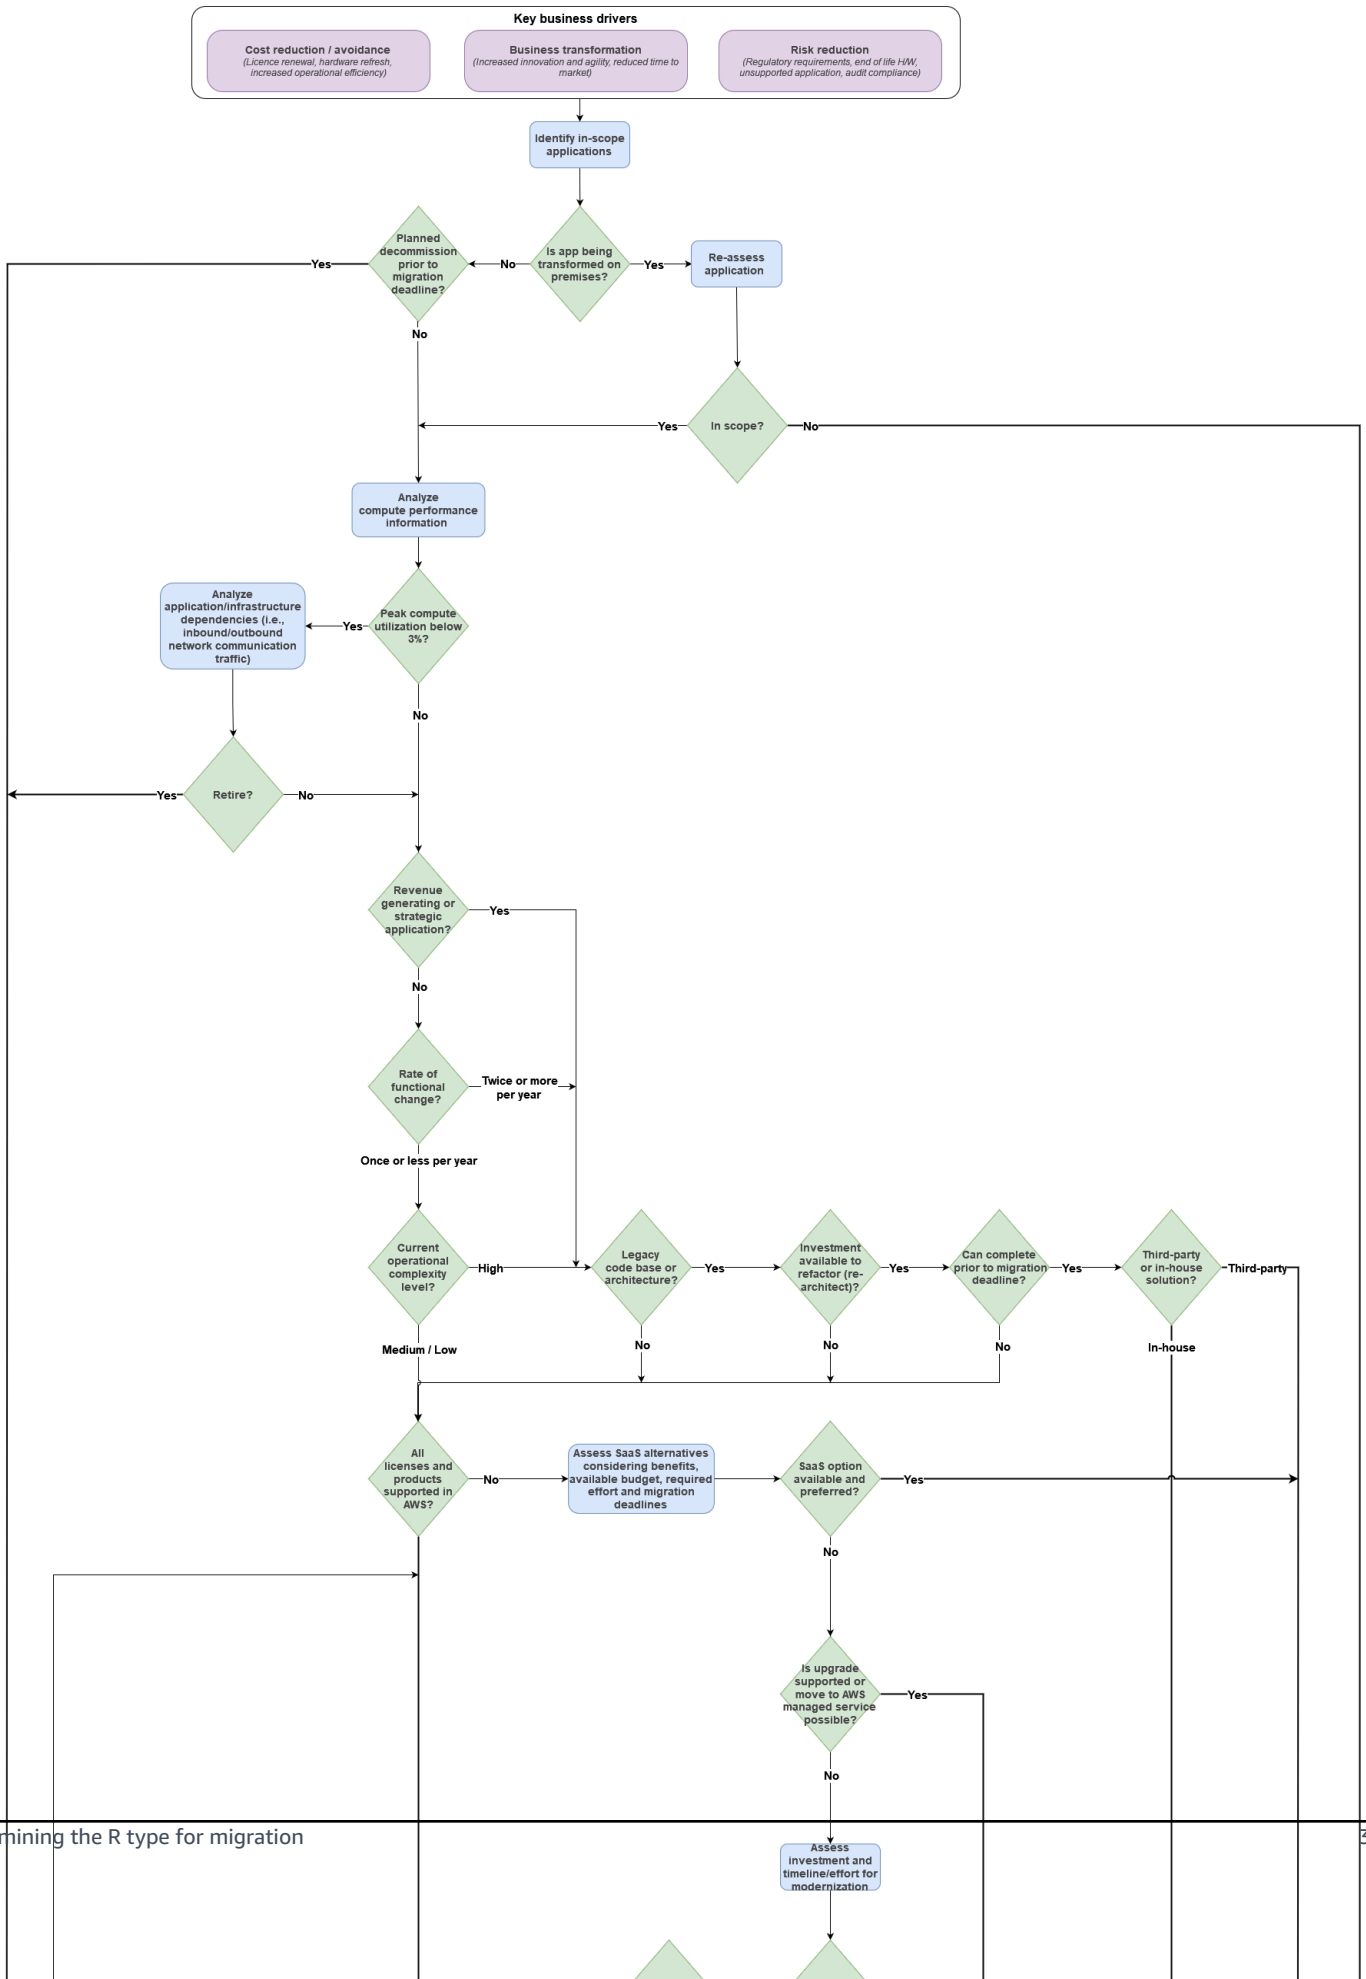 Key business drivers
Cost reduction / avoidance
(Licence renewal, hardware refresh,
increased operational efficiency)
Business transformation
(Increased innovation and agility, reduced time to
market)
Risk reduction
(Regulatory requirements, end of life H/W,
unsupported application, audit compliance)
Identify in-scope
applications
Planned
decommission
prior to
migration
deadline?
Yes
No
Is app being
transformed on
premises?
No
Yes
Re-assess
application
In scope?
Yes
No
Analyze
compute performance
information
Peak compute
utilization below
3%?
Yes
No
Analyze
application/infrastructure
dependencies (i.e.,
inbound/outbound
network communication
traffic)
Retire?
Yes
No
Revenue
generating or
strategic
application?
Yes
No
Rate of
functional
change?
Twice or more
per year
Once or less per year
Current
operational
complexity
level?
High
Medium / Low
Legacy
code base or
architecture?
Yes
No
Investment
available to
refactor (re-
architect)?
Yes
No
Can complete
prior to migration
deadline?
Yes
No
Third-party
or in-house
solution?
Third-party
In-house
All
licenses and
products
supported in
AWS?
No
Assess SaaS alternatives
considering benefits,
available budget, required
effort and migration
deadlines
SaaS option
available and
preferred?
Yes
No
Is upgrade
supported or
move to AWS
managed service
possible?
Yes
No
mining the R type for migration
Assess
investment and
timeline/effort for
modernization